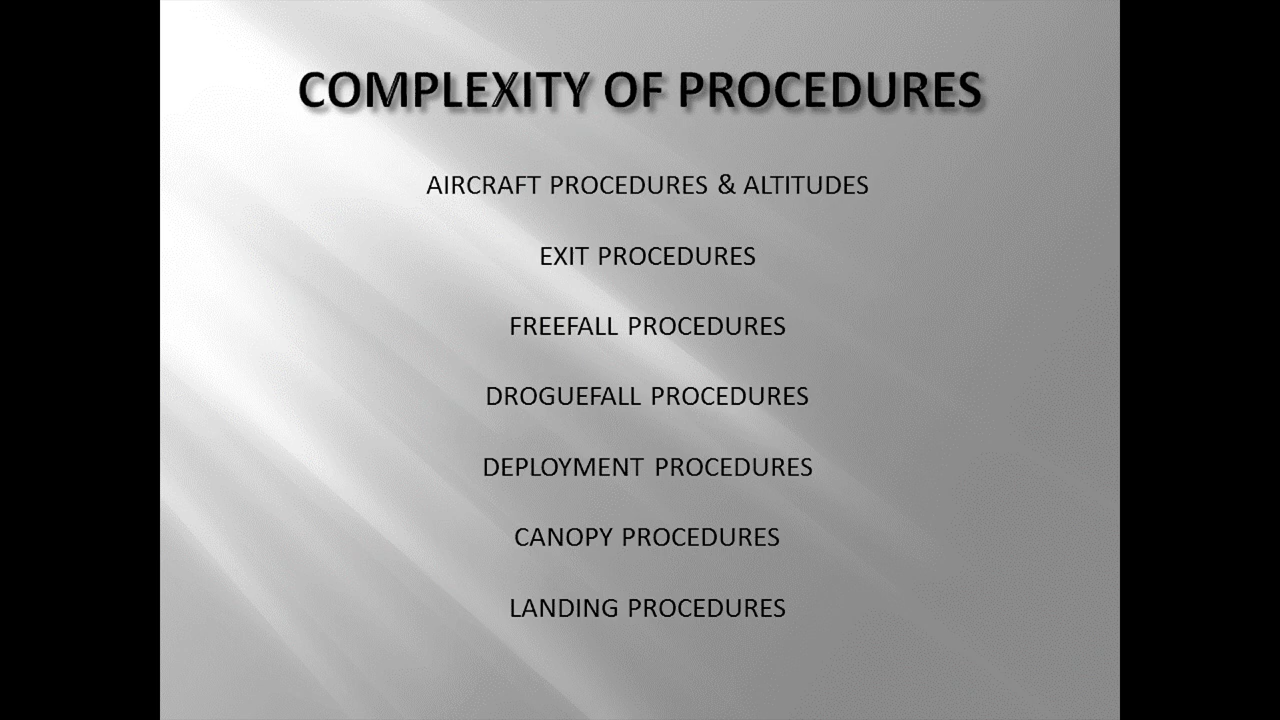 COMPLEXITY OF PROCEDURES
AIRCRAFT PROCEDURES & ALTITUDES
EXIT PROCEDURES
FREEFALL PROCEDURES
DROGUEFALL PROCEDURES
DEPLOYMENT PROCEDURES
CANOPY PROCEDURES
LANDING PROCEDURES